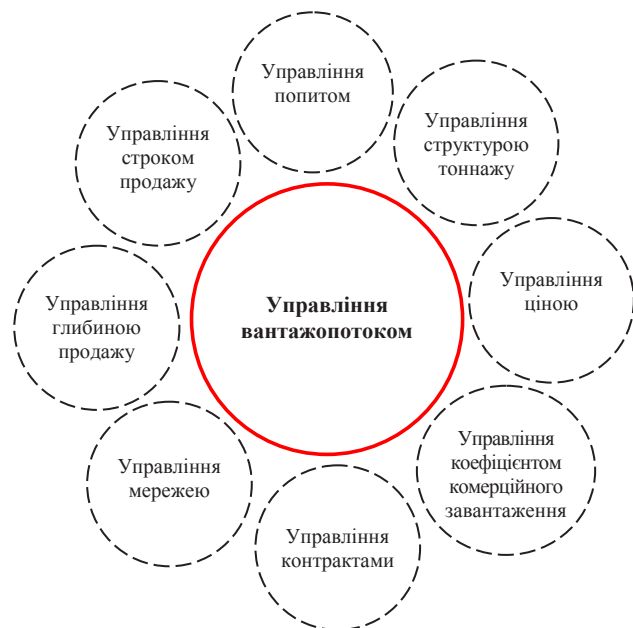 Управління
попитом
Управління
структурою
тоннажу
Управління
строком
продажу
Управління
ціною
Управління
вантажопотоком
Управління
глибиною
продажу
Управління
коефіцієнтом
комерційного
завантаження
Управління
мережею
Управління
контрактами